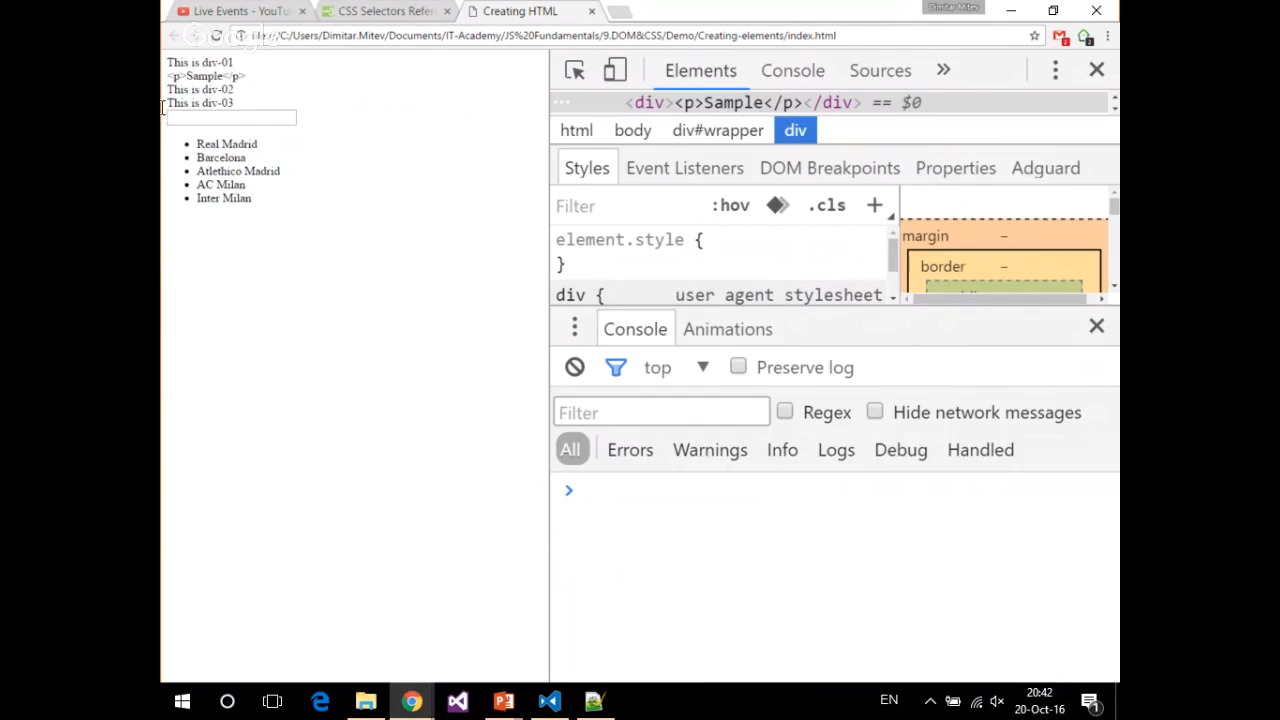 Live Events - YouTu
CSS Selectors Refer
Creating HTML
Dimitar Mitev
file:///C:/Users/Dimitar.Mitev/Documents/IT-Academy/JS%20Fundamentals/9.DOM&CSS/Demo/Creating-elements/index.html
This is div-01
<p>Sample</p>
This is div-02
This is div-03
Real Madrid
Barcelona
Atlethico Madrid
AC Milan
Inter Milan
Elements Console Sources »
... <div><p>Sample</p></div> == $0
html body div#wrapper div
Styles Event Listeners DOM Breakpoints Properties Adguard
Filter :hov .cls +
element.style {
}
div { user agent stylesheet
margin –
border –
Console Animations
top ▼ Preserve log
Filter Regex Hide network messages
All Errors Warnings Info Logs Debug Handled
>
EN
20:42
20-Oct-16
1